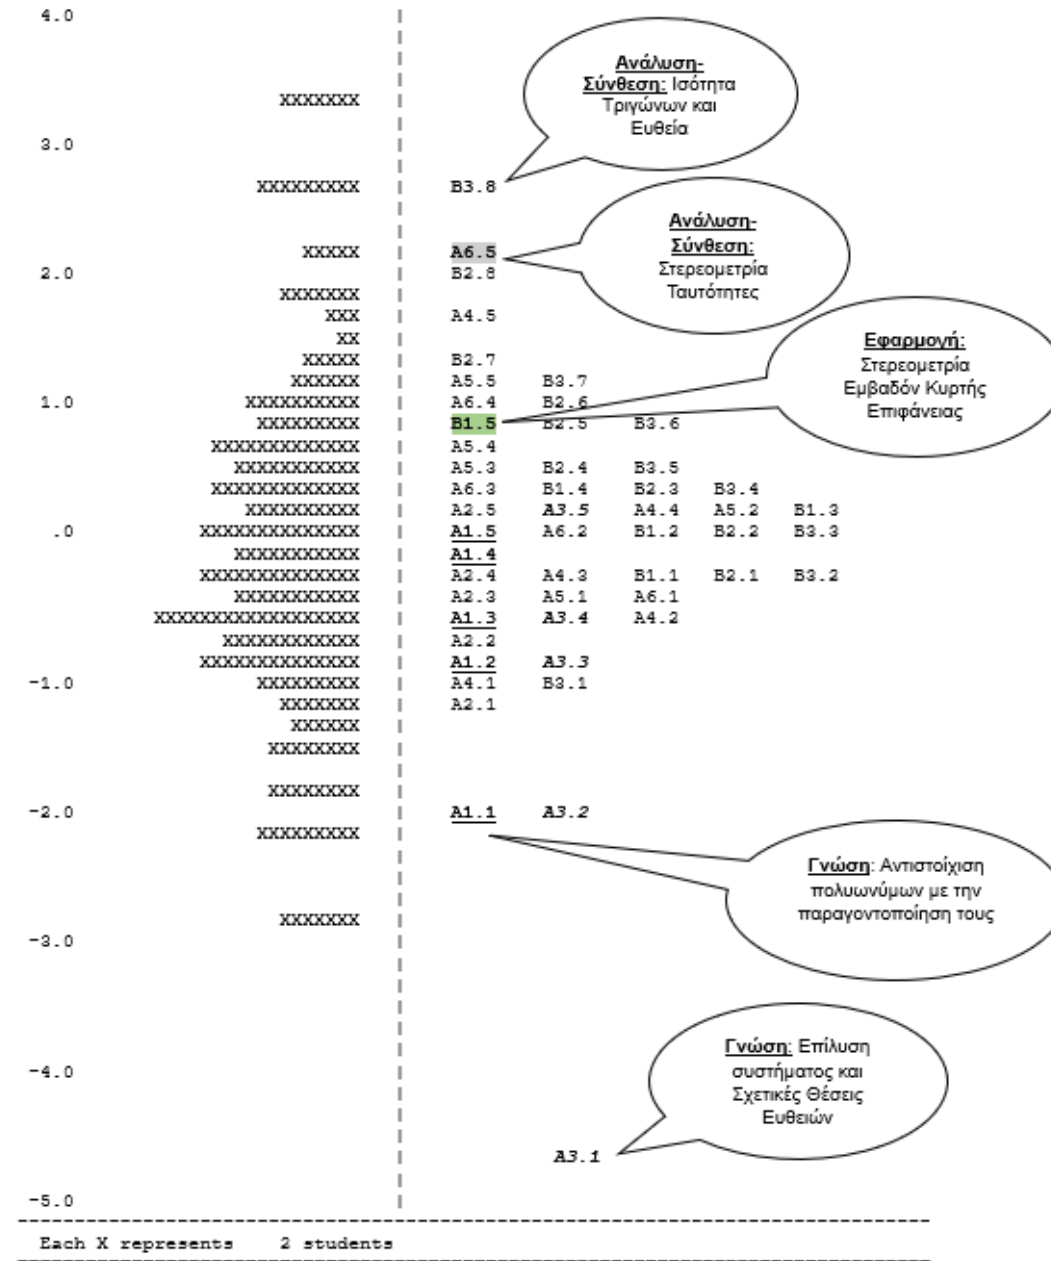 4.0
Ανάλυση-
Σύνθεση: Ισότητα
Τριγώνων και
Ευθεία
XXXXXXX
3.0
XXXXXXXXX B3.8
Ανάλυση-
Σύνθεση:
Στερεομετρία
Ταυτότητες
XXXXX A6.5
2.0 B2.8
XXXXXXX
XXX A4.5
XX
Εφαρμογή:
Στερεομετρία
Εμβαδόν Κυρτής
Επιφάνειας
XXXXX B2.7
XXXXXX A5.5 B3.7
1.0 XXXXXXXXXX A6.4 B2.6
XXXXXXXXX B1.5 B2.5 B3.6
XXXXXXXXXXXXX A5.4
XXXXXXXXXXX A5.3 B2.4 B3.5
XXXXXXXXXXXXX A6.3 B1.4 B2.3 B3.4
XXXXXXXXXX A2.5 A3.5 A4.4 A5.2 B1.3
.0 XXXXXXXXXXXXXX A1.5 A6.2 B1.2 B2.2 B3.3
XXXXXXXXXXX A1.4
XXXXXXXXXXXXXX A2.4 A4.3 B1.1 B2.1 B3.2
XXXXXXXXXXX A2.3 A5.1 A6.1
XXXXXXXXXXXXXXXXXX A1.3 A3.4 A4.2
XXXXXXXXXXXX A2.2
XXXXXXXXXXXXXX A1.2 A3.3
-1.0 XXXXXXXXX A4.1 B3.1
XXXXXXX A2.1
XXXXXX
XXXXXXXX
XXXXXXXX
-2.0 A1.1 A3.2
XXXXXXXXX
Γνώση: Αντιστοίχιση
πολυωνύμων με την
παραγοντοποίηση τους
XXXXXXX
-3.0
Γνώση: Επίλυση
συστήματος και
Σχετικές Θέσεις
Ευθειών
-4.0
A3.1
-5.0
Each X represents 2 students